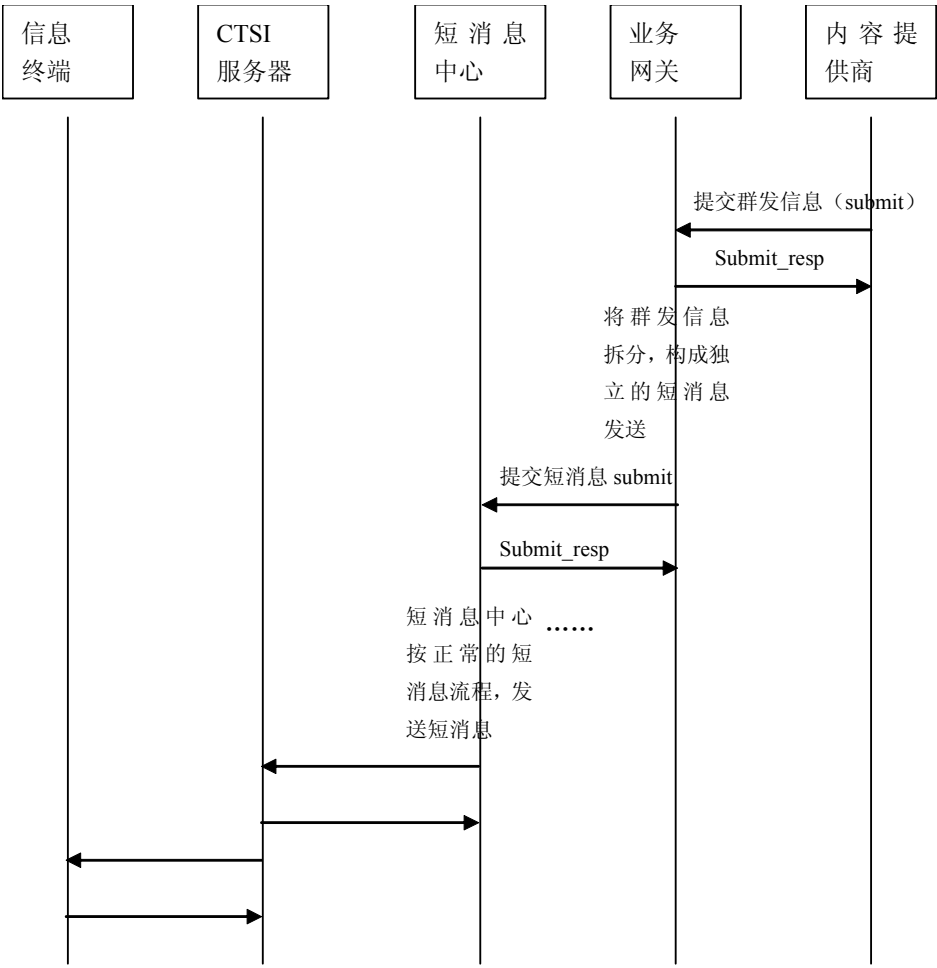 信息
终端
CTSI
服务器
短消息
中心
业务
网关
内容提
供商
提交群发信息（submit）
Submit_resp
将群发信息
拆分，构成独
立的短消息
发送
提交短消息 submit
Submit_resp
短消息中心
按正常的短
消息流程，发
送短消息
……